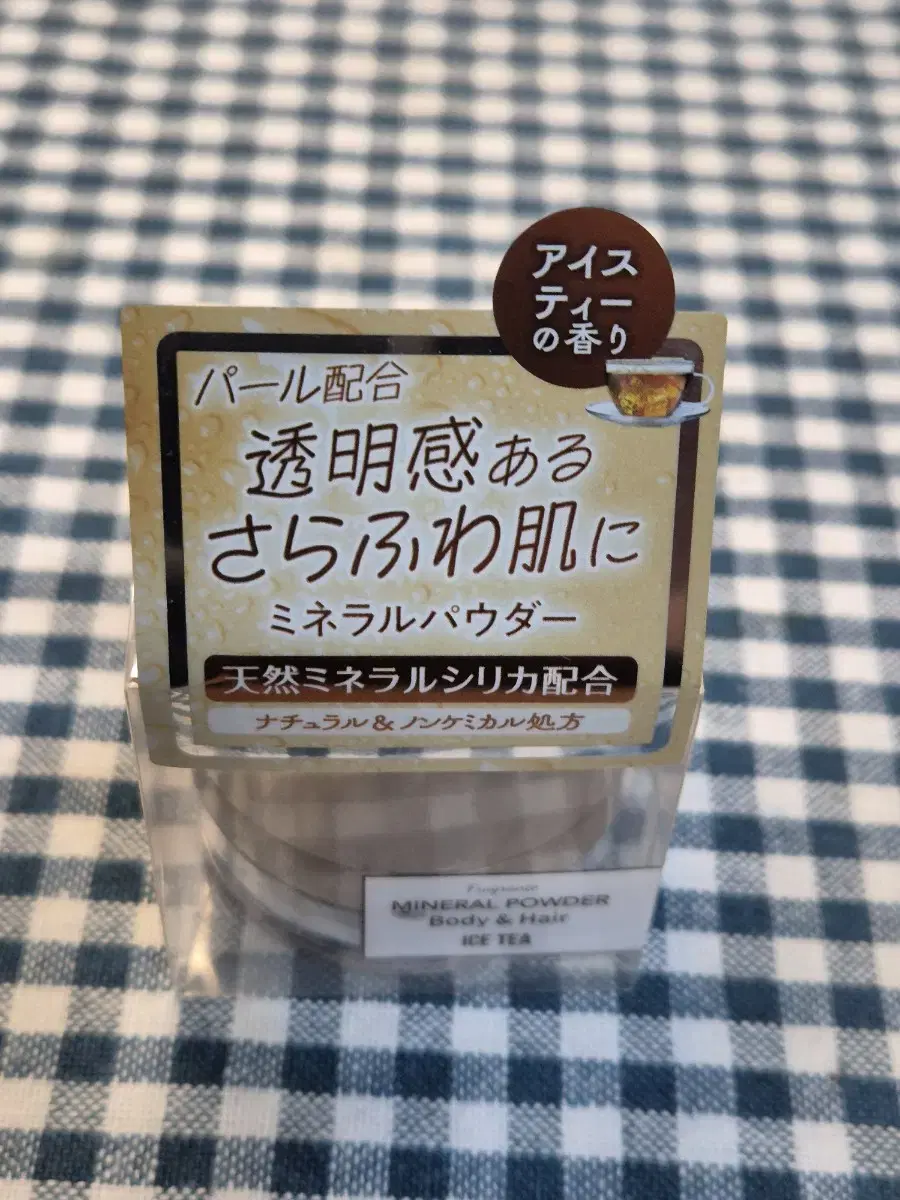 アイス
ティー
の香り
パール配合
透明感ある
さらふわ肌に
ミネラルパウダー
天然ミネラルシリカ配合
ナチュラル&ノンケミカル処方
Fragrance
MINERAL POWDER
Body & Hair
ICE TEA